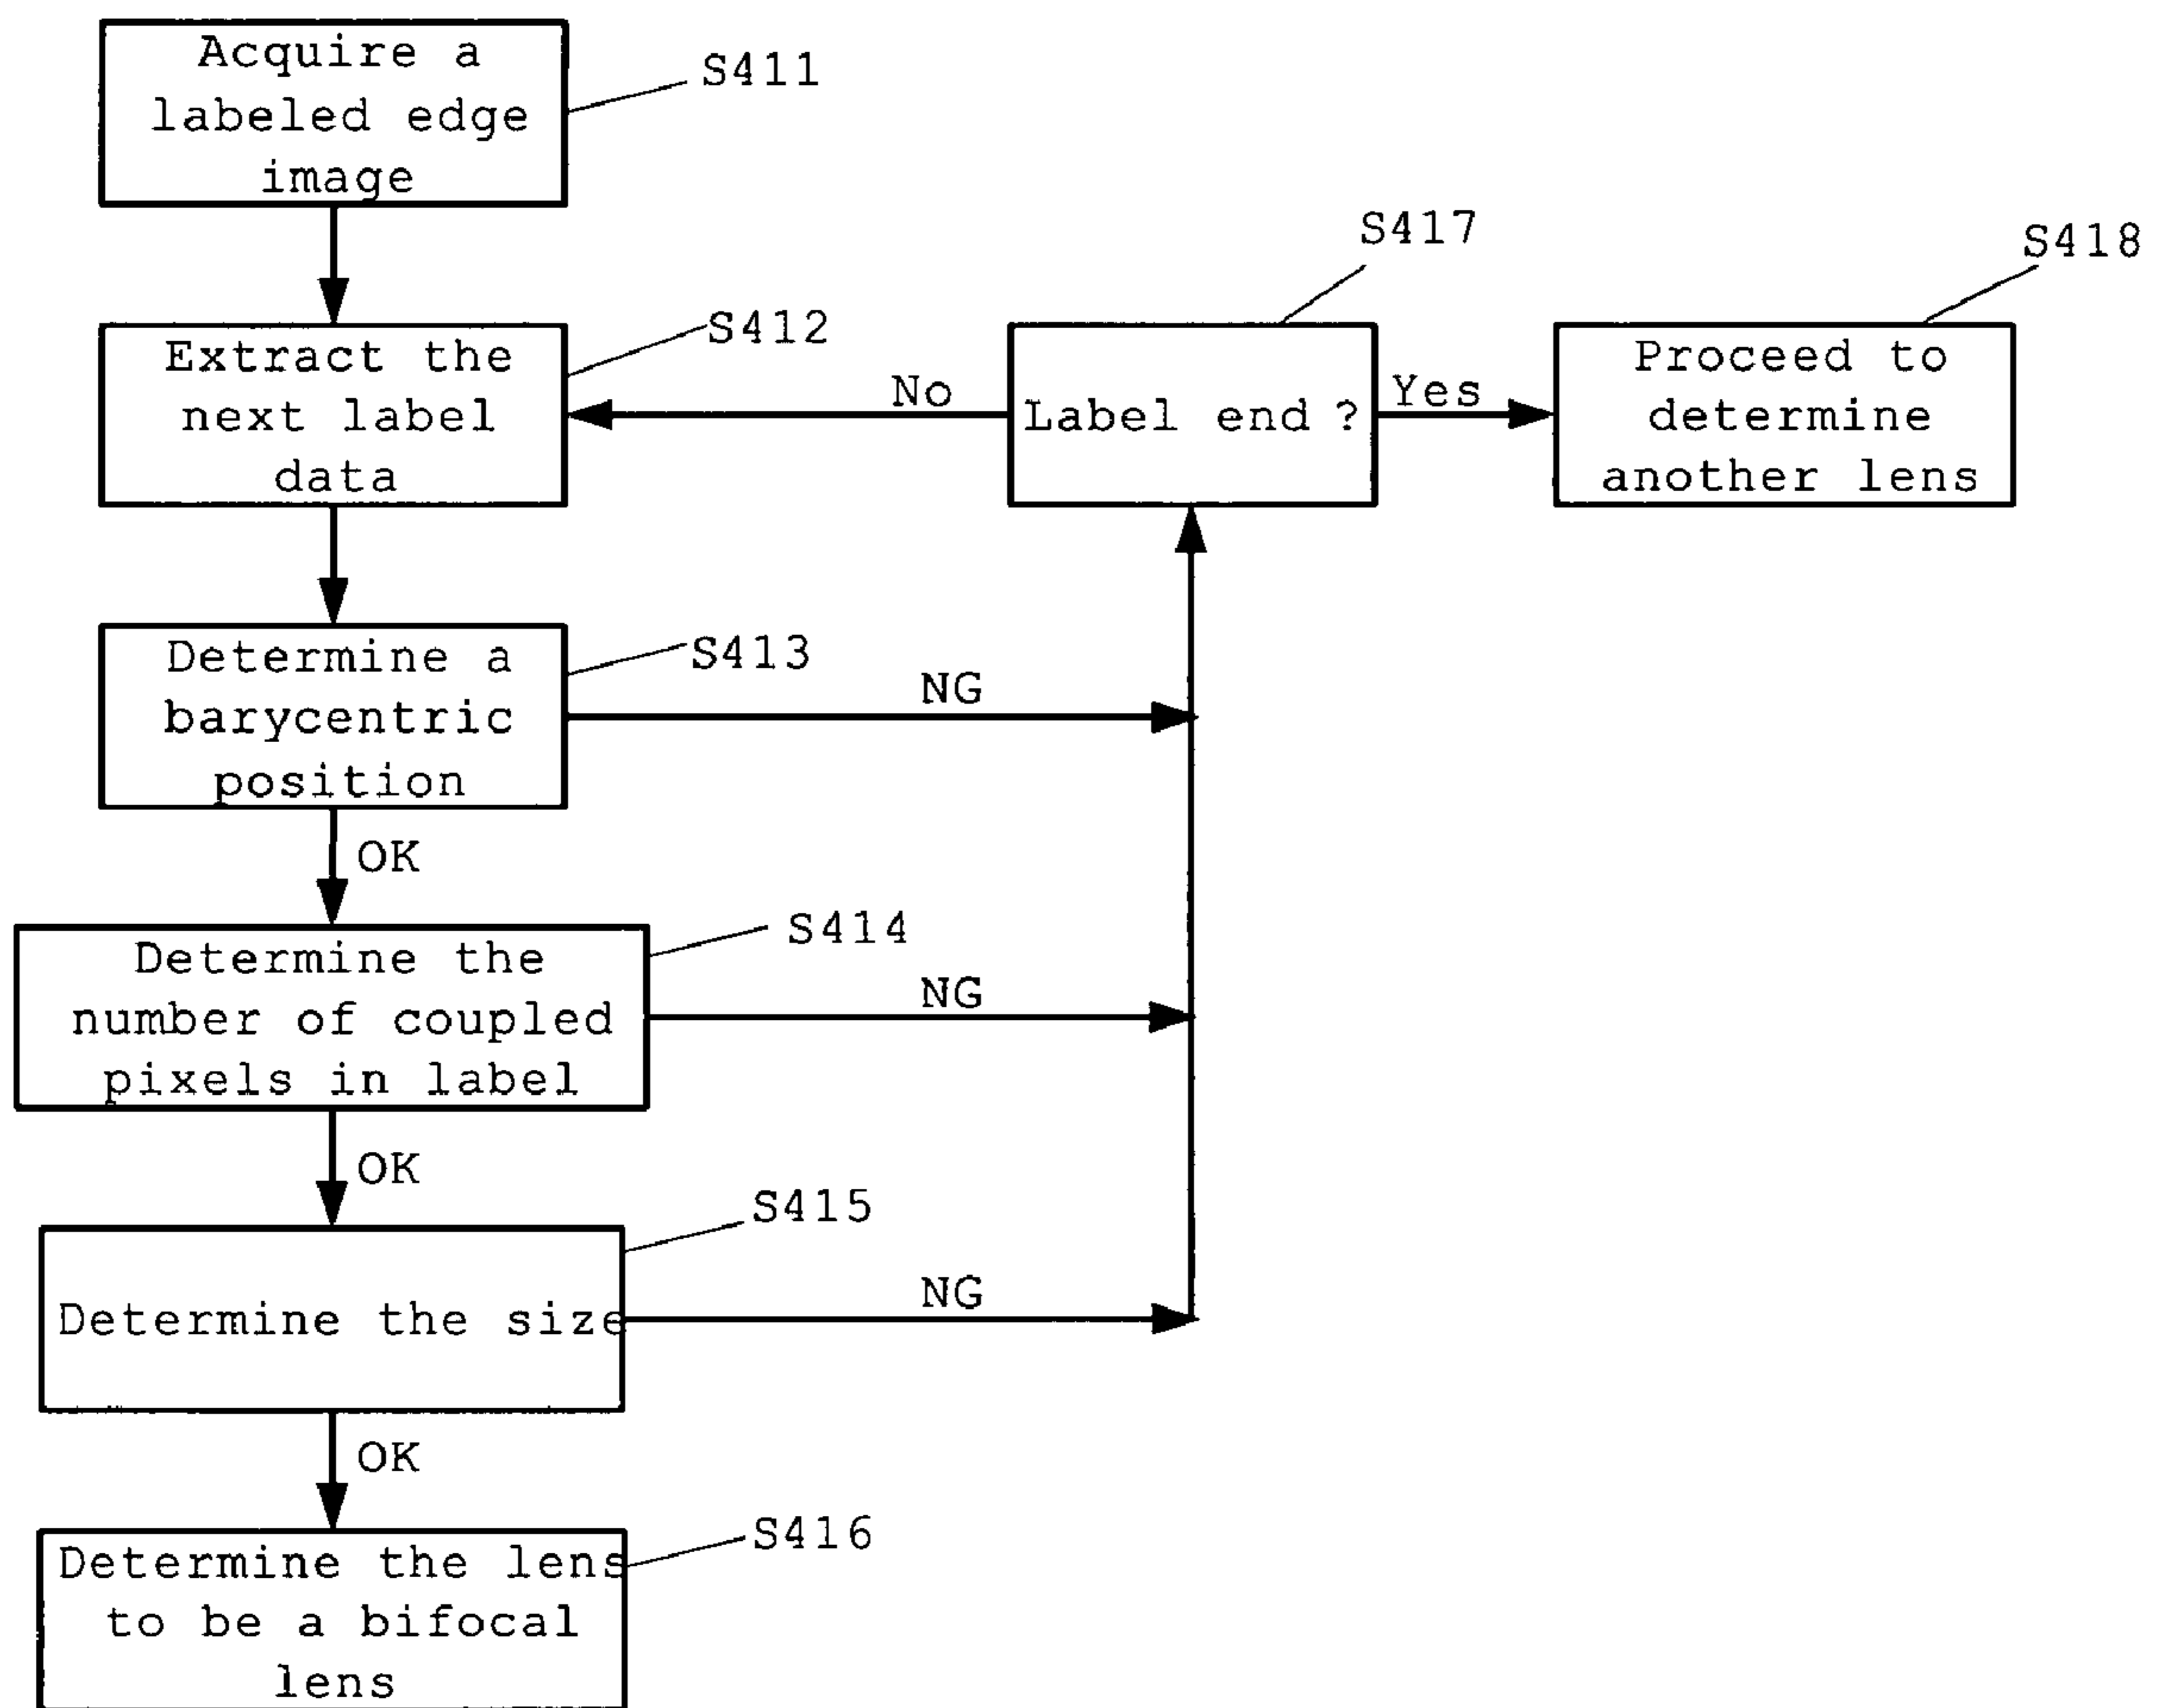 Acquire a
labeled edge
image
S411
S417
S418
S412
Extract the
next label
data
No
Label end ?
Yes
Proceed to
determine
another lens
S413
Determine a
barycentric
position
NG
OK
S414
Determine the
number of coupled
pixels in label
NG
OK
S415
Determine the size
NG
OK
S416
Determine the lens
to be a bifocal
lens